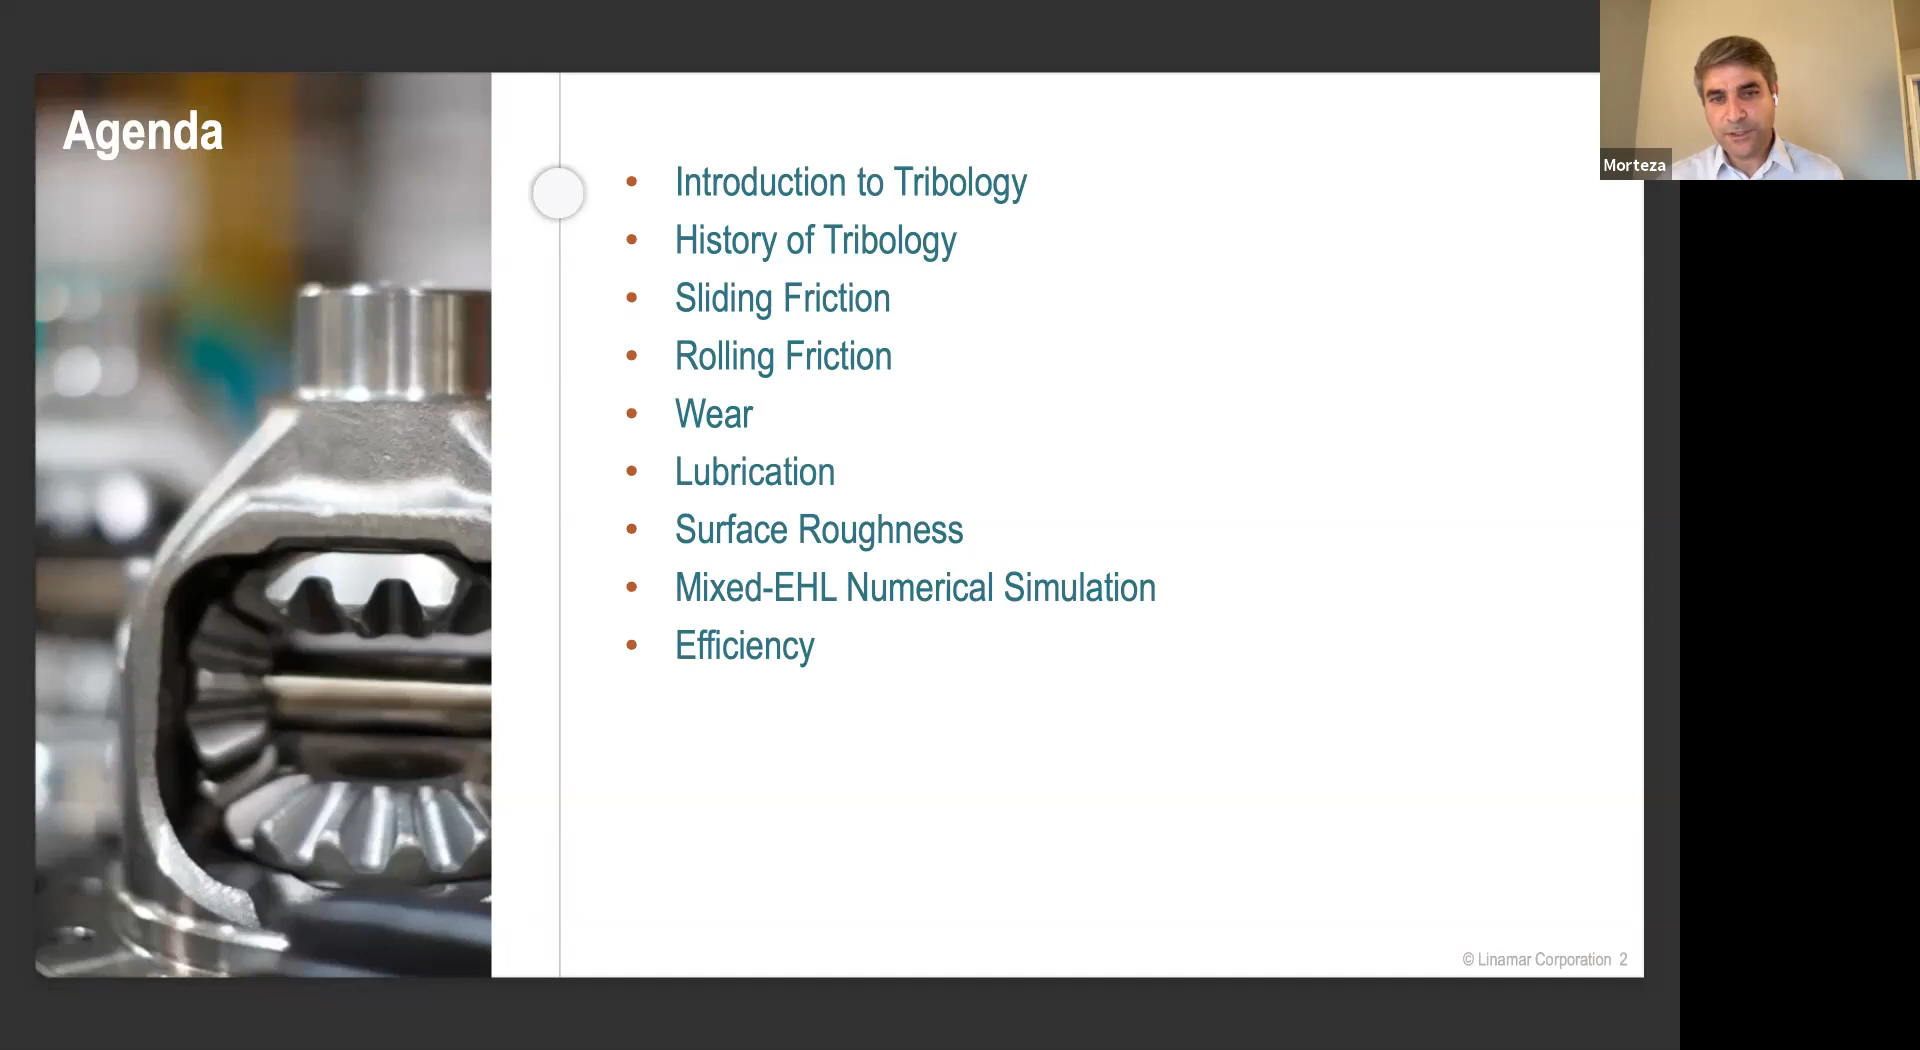 Agenda
• Introduction to Tribology
• History of Tribology
• Sliding Friction
• Rolling Friction
• Wear
• Lubrication
• Surface Roughness
• Mixed-EHL Numerical Simulation
• Efficiency
© Linamar Corporation 2
Morteza